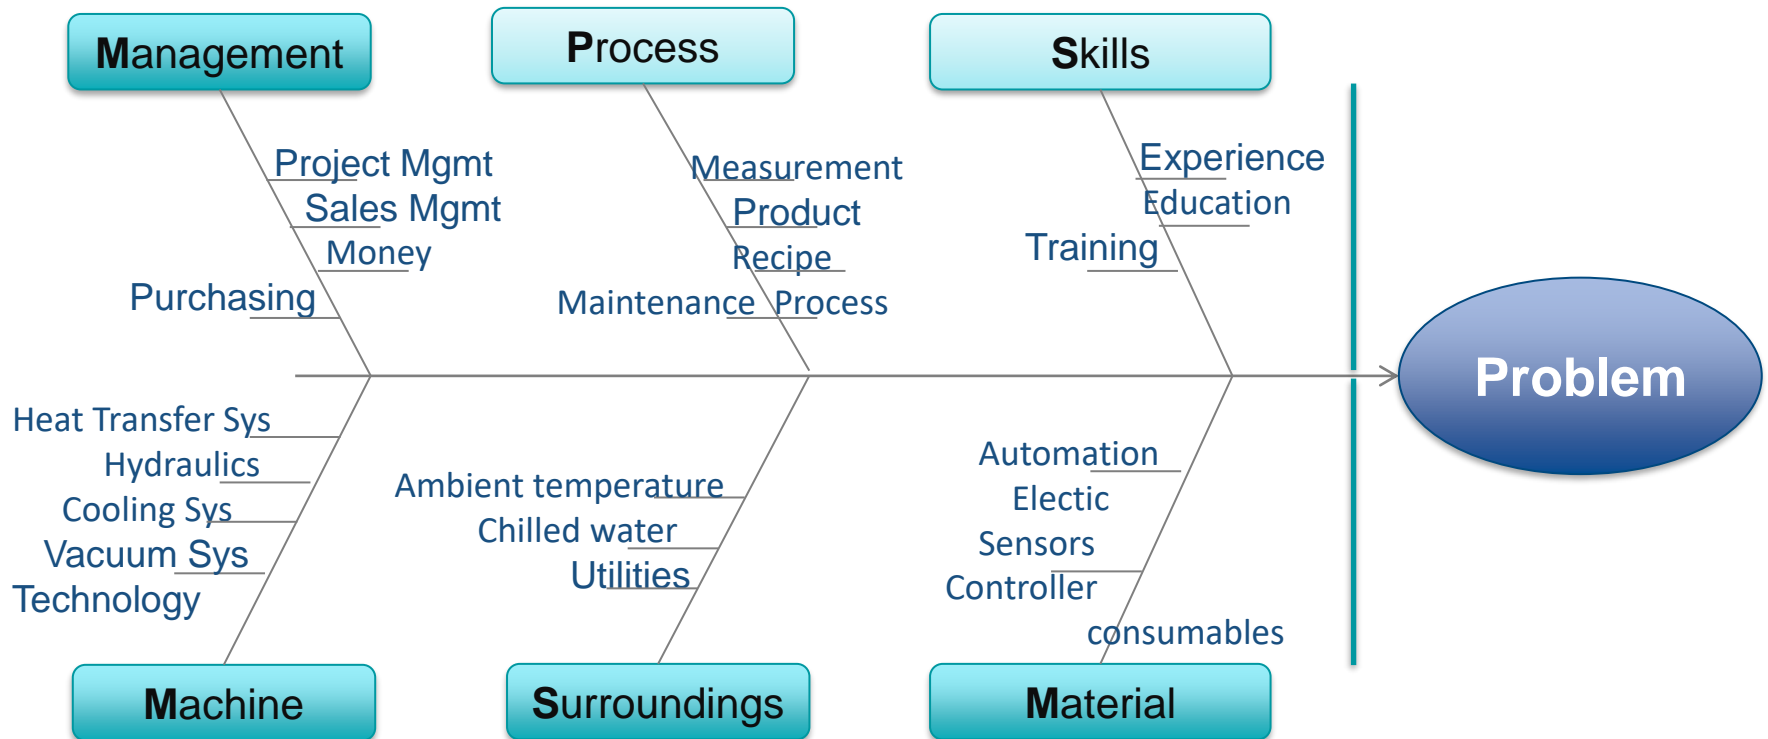 Management
Process
Skills
Project Mgmt
Sales Mgmt
Money
Purchasing
Measurement
Product
Recipe
Maintenance Process
Experience
Education
Training
Problem
Heat Transfer Sys
Hydraulics
Cooling Sys
Vacuum Sys
Technology
Ambient temperature
Chilled water
Utilities
Automation
Electic
Sensors
Controller
consumables
Machine
Surroundings
Material